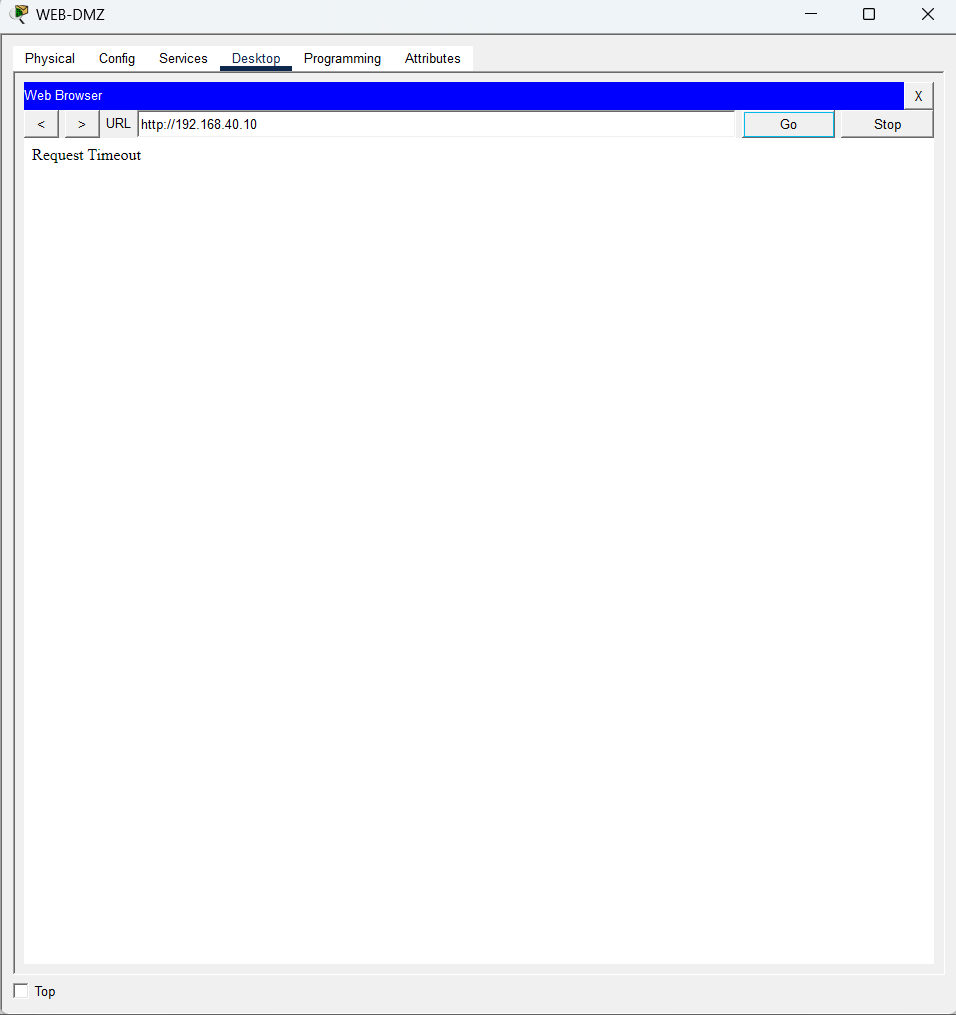 WEB-DMZ
Physical Config Services Desktop Programming Attributes
Web Browser X
< > URL http://192.168.40.10 Go Stop
Request Timeout
Top